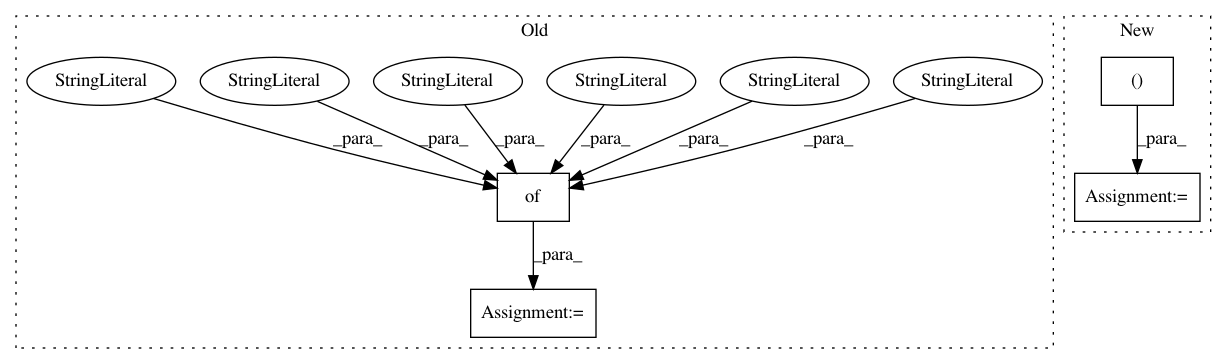 Old
New
StringLiteral StringLiteral StringLiteral StringLiteral StringLiteral StringLiteral ()
_para_ _para_ _para_ _para_ _para_ _para_ _para_
of Assignment:=
_para_
Assignment:=